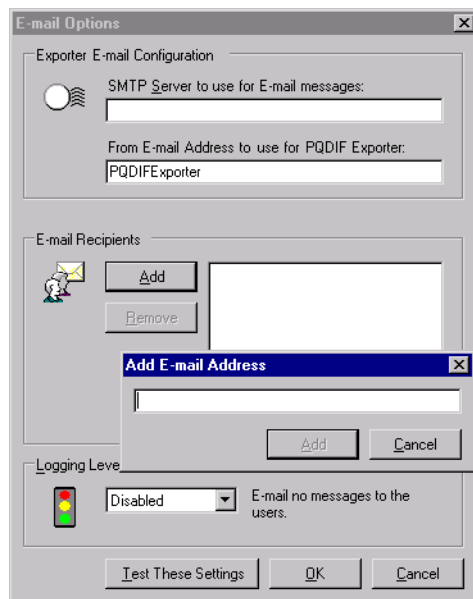 E-mail Options
Exporter E-mail Configuration
SMTP Server to use for E-mail messages:
From E-mail Address to use for PQDIF Exporter:
PQDIFExporter
E-mail Recipients
Add
Remove
Add E-mail Address
Add
Cancel
Logging Leve
Disabled
E-mail no messages to the
users.
Test These Settings
OK
Cancel